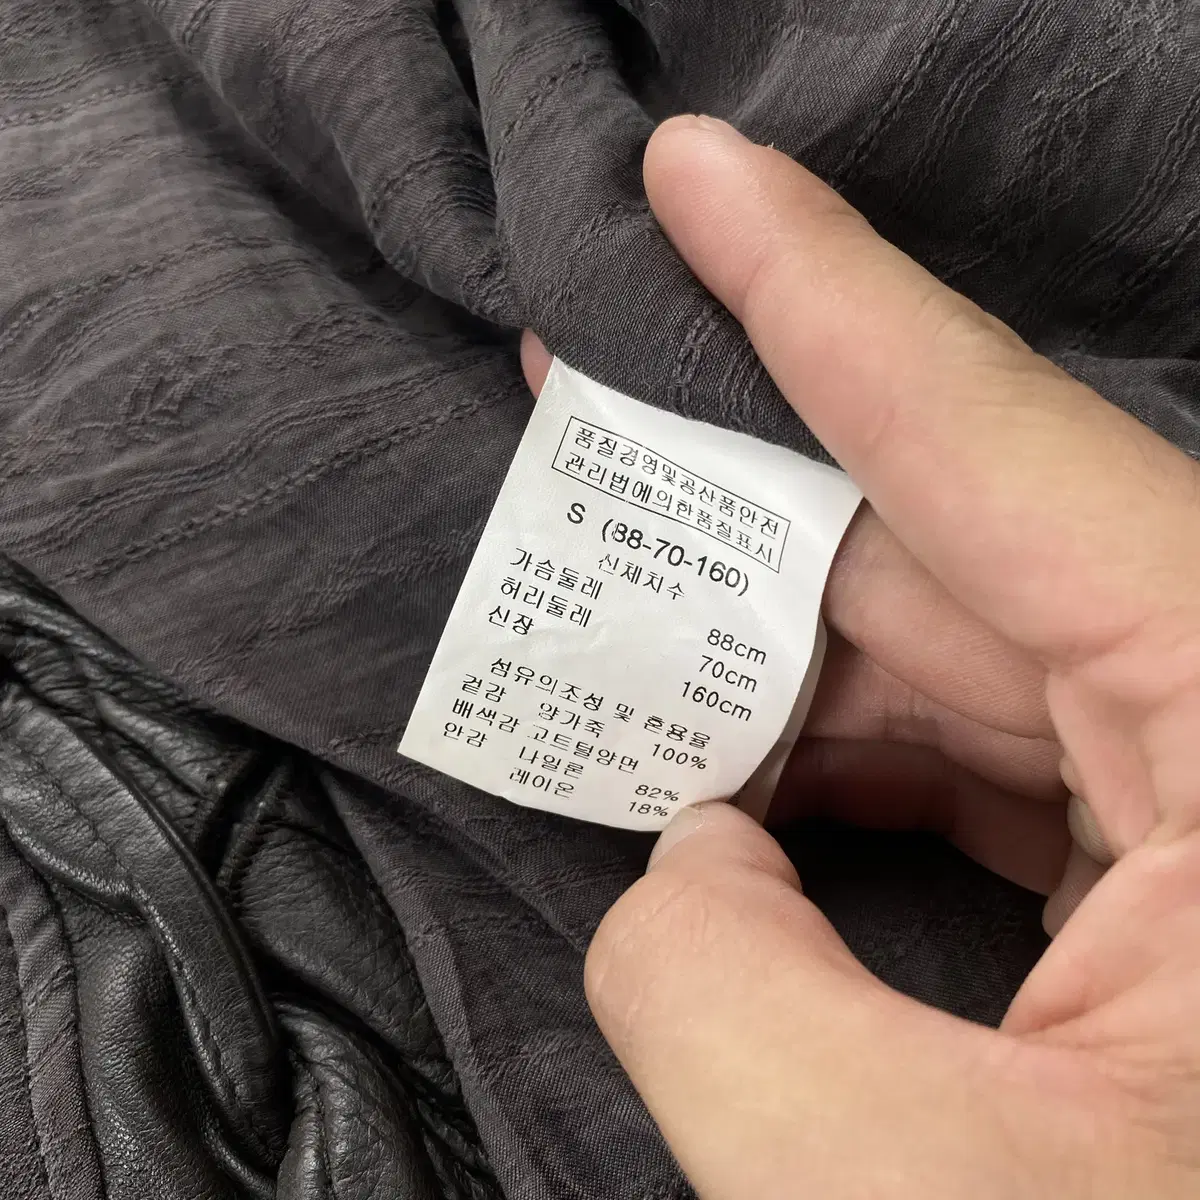 품질경영및공산품안전
관리법에의한품질표시
S (88-70-160)
신체치수
가슴둘레 88cm
허리둘레 70cm
신장 160cm
섬유의조성 및 혼용율
겉감 양가죽 100%
배색감 고트털양면
안감 나일론 82%
레이온 18%